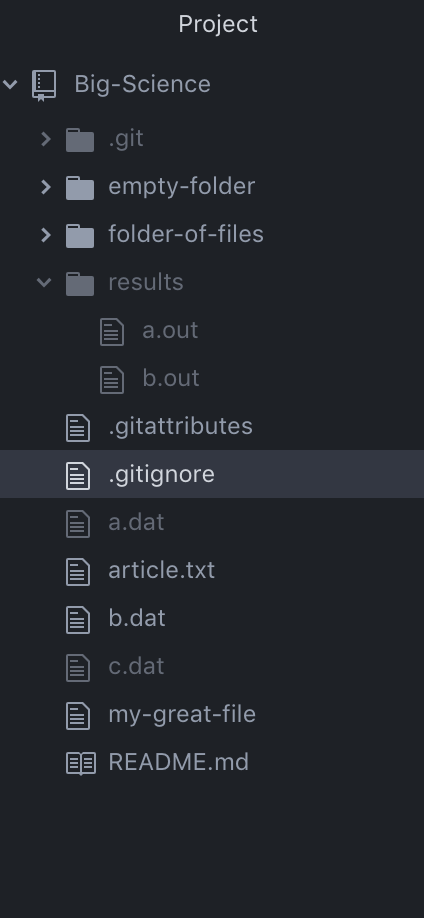 Project
Big-Science
.git
empty-folder
folder-of-files
results
a.out
b.out
.gitattributes
.gitignore
a.dat
article.txt
b.dat
c.dat
my-great-file
README.md